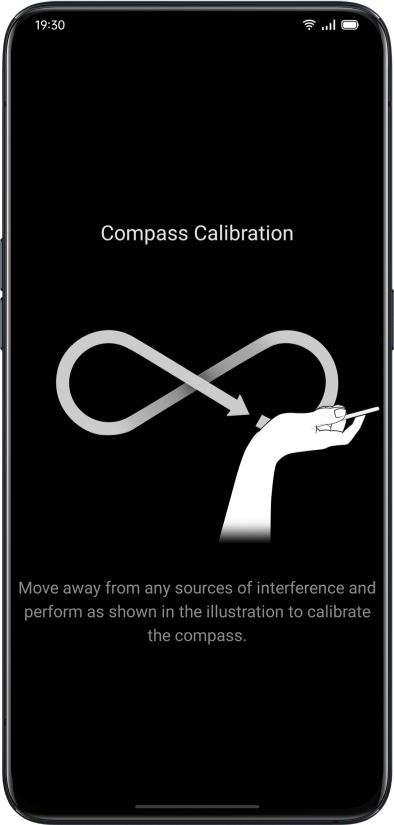 19:30
Compass Calibration
Move away from any sources of interference and
perform as shown in the illustration to calibrate
the compass.